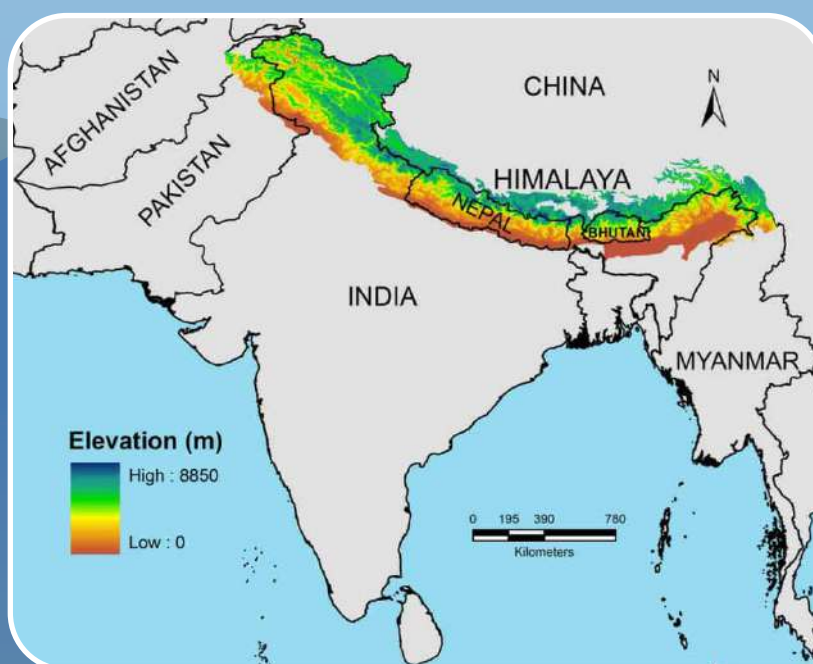 AFGHANISTAN
PAKISTAN
CHINA
N
HIMALAYA
NEPAL
BHUTAN
INDIA
MYANMAR
Elevation (m)
High : 8850
Low : 0
0 195 390 780
Kilometers